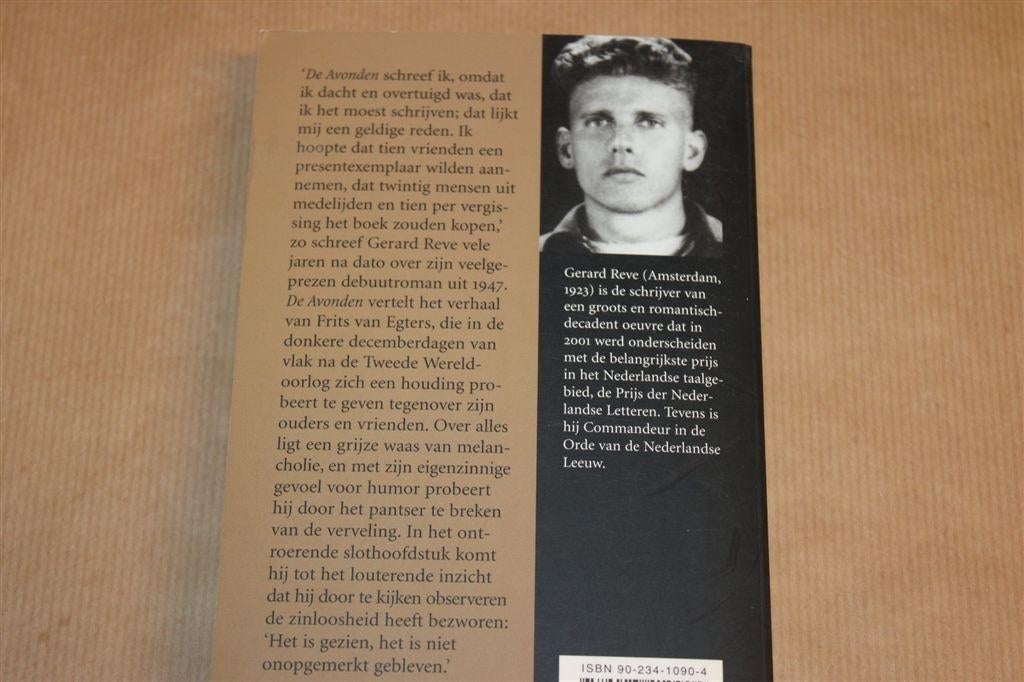 ‘De Avonden schreef ik, omdat
ik dacht en overtuigd was, dat
ik het moest schrijven; dat lijkt
mij een geldige reden. Ik
hoopte dat tien vrienden een
presentexemplaar wilden aan-
nemen, dat twintig mensen uit
medelijden en tien per vergis-
sing het boek zouden kopen,’
zo schreef Gerard Reve vele
jaren na dato over zijn veelge-
prezen debuutroman uit 1947.
De Avonden vertelt het verhaal
van Frits van Egters, die in de
donkere decemberdagen van
vlak na de Tweede Wereld-
oorlog zich een houding pro-
beert te geven tegenover zijn
ouders en vrienden. Over alles
ligt een grijze waas van melan-
cholie, en met zijn eigenzinnige
gevoel voor humor probeert
hij door het pantser te breken
van de verveling. In het ont-
roerende slothoofdstuk komt
hij tot het louterende inzicht
dat hij door te kijken observeren
de zinloosheid heeft bezworen:
‘Het is gezien, het is niet
onopgemerkt gebleven.’
Gerard Reve (Amsterdam,
1923) is de schrijver van
een groots en romantisch-
decadent oeuvre dat in
2001 werd onderscheiden
met de belangrijkste prijs
in het Nederlandse taalge-
bied, de Prijs der Neder-
landse Letteren. Tevens is
hij Commandeur in de
Orde van de Nederlandse
Leeuw.
ISBN 90-234-1090-4